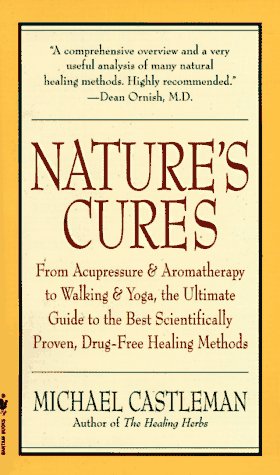 "A comprehensive overview and a very
useful analysis of many natural
healing methods. Highly recommended."
—Dean Ornish, M.D.
NATURE'S
CURES
From Acupressure & Aromatherapy
to Walking & Yoga, the Ultimate
Guide to the Best Scientifically
Proven, Drug-Free Healing Methods
MICHAEL CASTLEMAN
Author of The Healing Herbs
BANTAM BOOKS